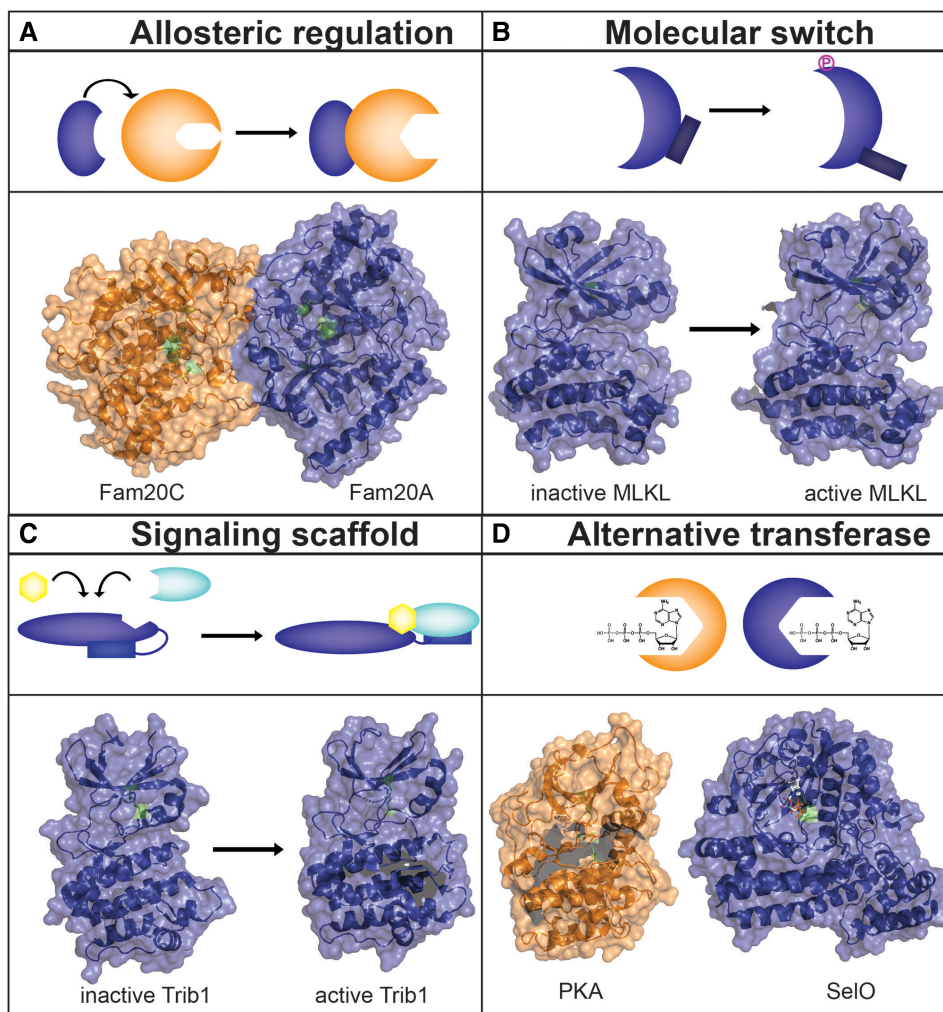 A Allosteric regulation
B Molecular switch
P
Fam20C Fam20A
inactive MLKL active MLKL
C Signaling scaffold
D Alternative transferase
inactive Trib1 active Trib1
PKA SelO